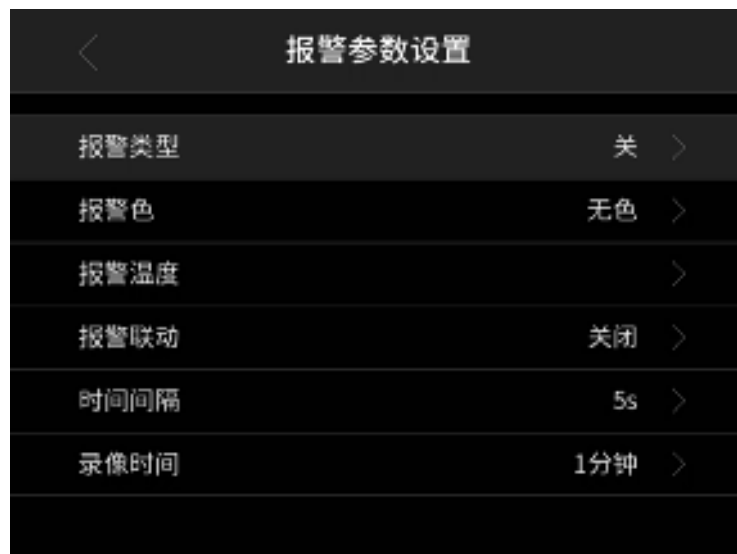 报警参数设置
报警类型 关
报警色 无色
报警温度
报警联动 关闭
时间间隔 5s
录像时间 1分钟